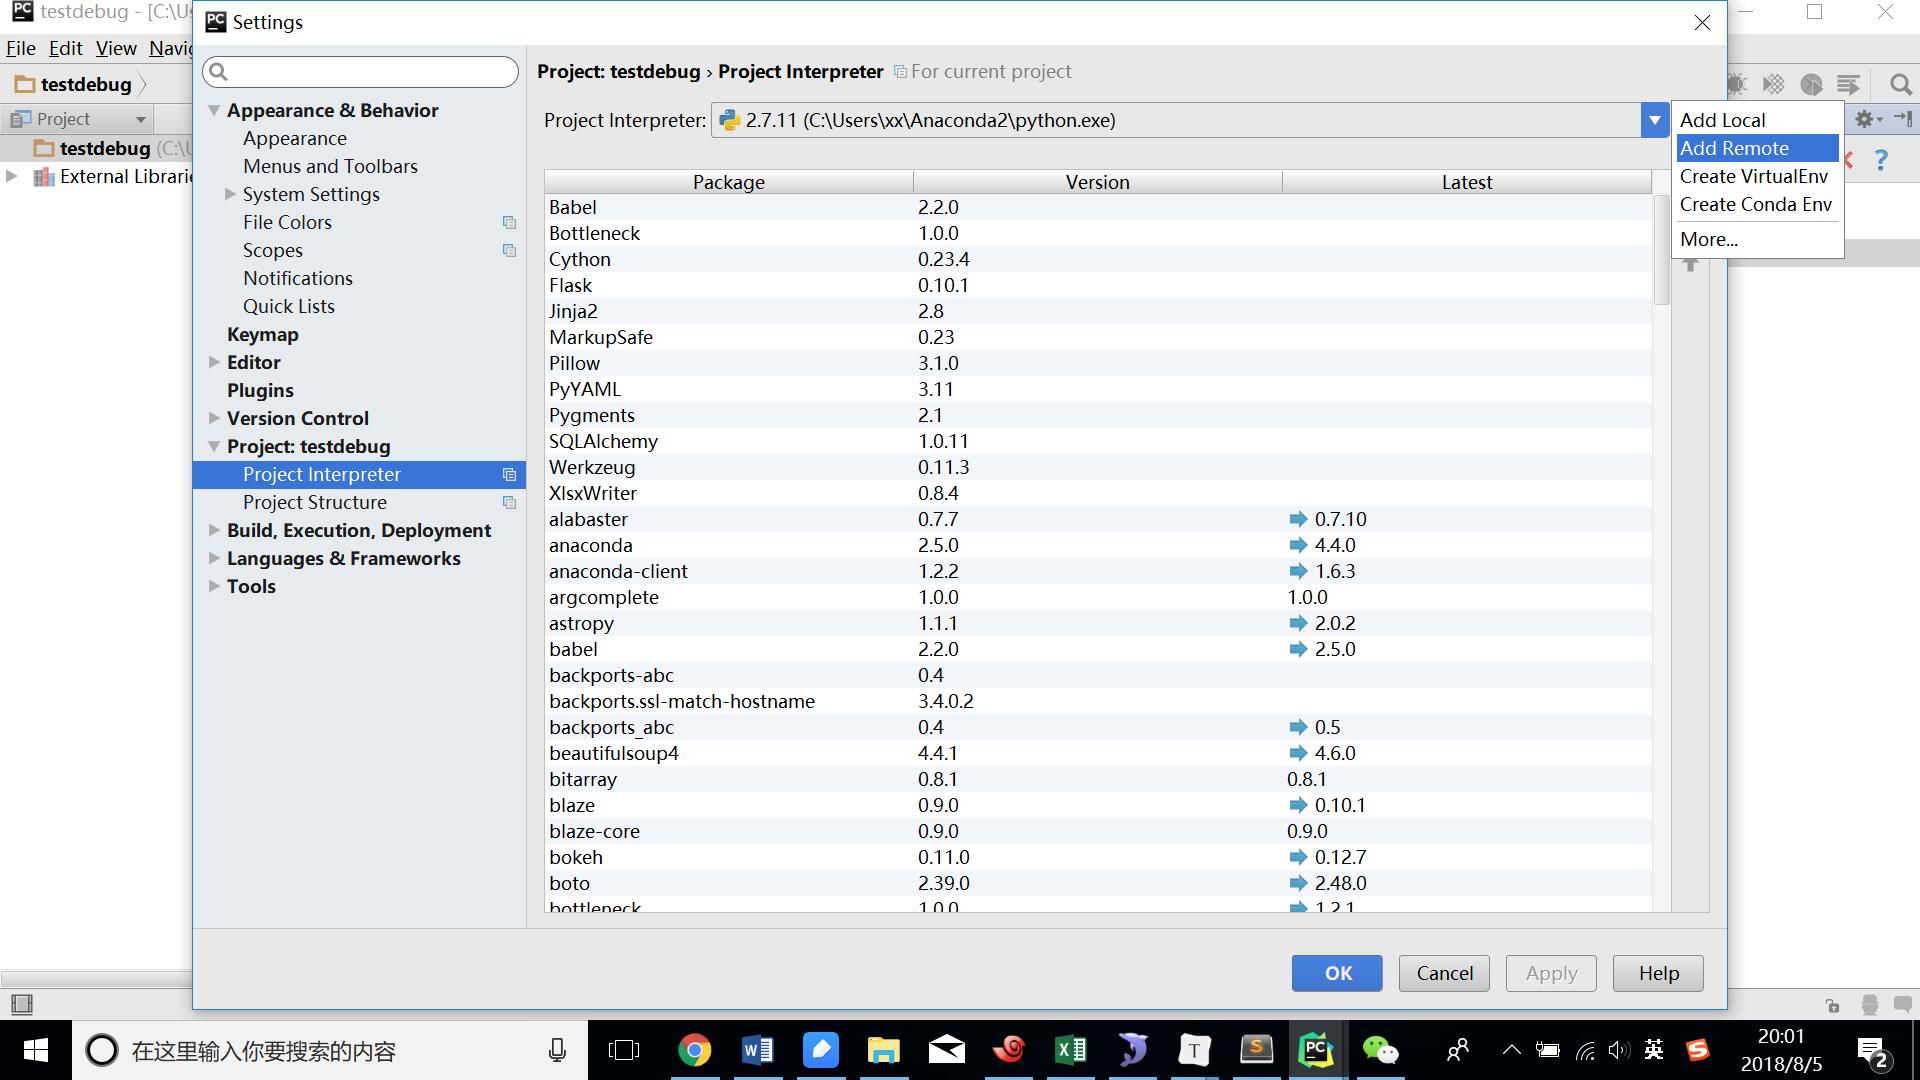 testdebug - [C:\Us
Settings
File Edit View Navig
testdebug
Project: testdebug › Project Interpreter For current project
Project
Project Interpreter: 2.7.11 (C:\Users\xx\Anaconda2\python.exe)
Add Local
Add Remote
Create VirtualEnv
Create Conda Env
More...
testdebug (C:\U
External Librarie
Appearance & Behavior
Appearance
Menus and Toolbars
System Settings
File Colors
Scopes
Notifications
Quick Lists
Keymap
Editor
Plugins
Version Control
Project: testdebug
Project Interpreter
Project Structure
Build, Execution, Deployment
Languages & Frameworks
Tools
Package Version Latest
Babel 2.2.0
Bottleneck 1.0.0
Cython 0.23.4
Flask 0.10.1
Jinja2 2.8
MarkupSafe 0.23
Pillow 3.1.0
PyYAML 3.11
Pygments 2.1
SQLAlchemy 1.0.11
Werkzeug 0.11.3
XlsxWriter 0.8.4
alabaster 0.7.7 0.7.10
anaconda 2.5.0 4.4.0
anaconda-client 1.2.2 1.6.3
argcomplete 1.0.0 1.0.0
astropy 1.1.1 2.0.2
babel 2.2.0 2.5.0
backports-abc 0.4
backports.ssl-match-hostname 3.4.0.2
backports_abc 0.4 0.5
beautifulsoup4 4.4.1 4.6.0
bitarray 0.8.1 0.8.1
blaze 0.9.0 0.10.1
blaze-core 0.9.0 0.9.0
bokeh 0.11.0 0.12.7
boto 2.39.0 2.48.0
bottleneck 1.0.0 1.2.1
OK Cancel Apply Help
在这里输入你要搜索的内容
英
20:01
2018/8/5
2